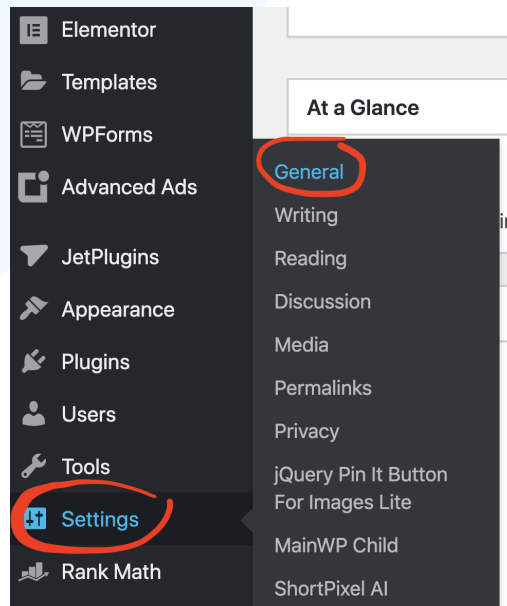 Elementor
Templates
WPForms
Advanced Ads
JetPlugins
Appearance
Plugins
Users
Tools
Settings
Rank Math
At a Glance
General
Writing
Reading
Discussion
Media
Permalinks
Privacy
jQuery Pin It Button
For Images Lite
MainWP Child
ShortPixel AI